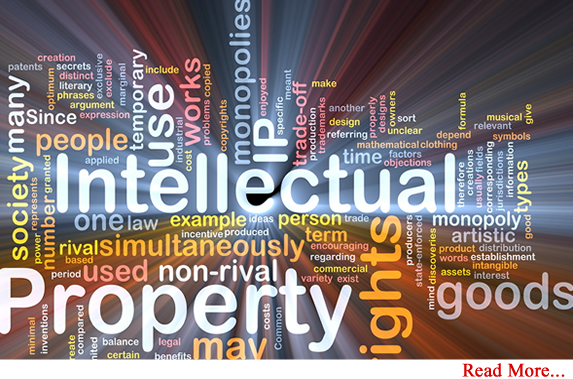 creation
patents secrets
optimum distinct exclusive
literary exclude
phrases marginal
argument
Since expression
many
society
people
temporary
include
use
industrial
works
problems
copied
cost
copyrights
monopolies
enjoyed
IP
specific
meant
trade-off
production
trademarks
make
another
design
referring
properly
designs
owners
sort
unclear
depend
formula
musical
give
relevant
symbols
mathematical clothing
time factors
objections
applied
granted
number
represents
power
Intellectual
therefore
creations
usually
fields
corresponding
jurisdictions
information
types
good
one law example ideas person trade
incentive produced
rival simultaneously term
based
period used non-rival
encouraging
regarding
commercial
variety exist
rights
producers
state-enforced
discoveries
mind
monopoly
artistic
product distribution
words establishment
assets intangible
interest
goods
Property
minimal
inventions
create
compared
balance legal
certain benefits
may
Common
costs
Read More...